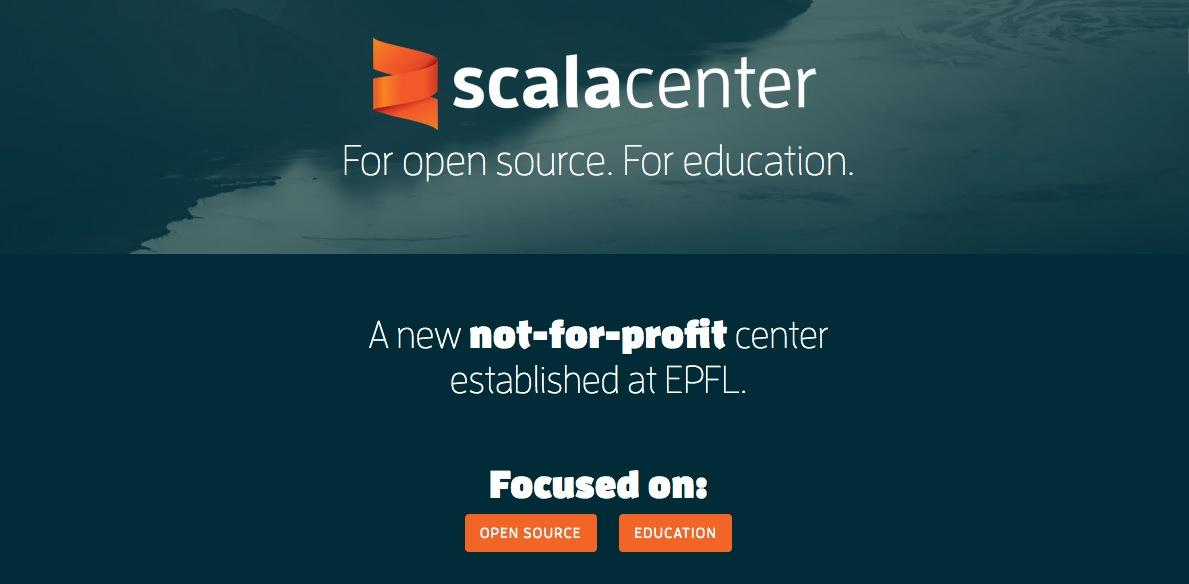 scalacenter
For open source. For education.
A new not-for-profit center
established at EPFL.
Focused on:
OPEN SOURCE
EDUCATION